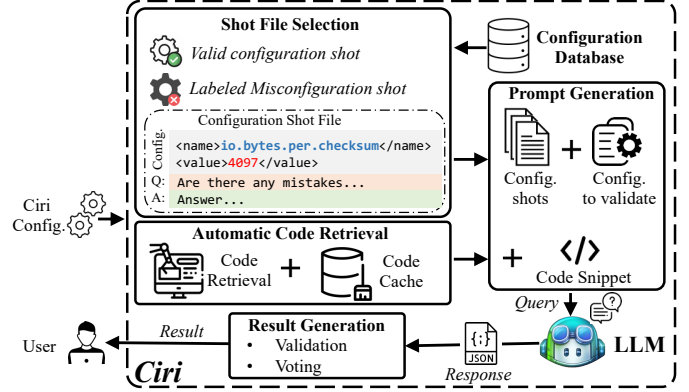 Shot File Selection
Valid configuration shot
Labeled Misconfiguration shot
Configuration Shot File
Config.
<name>io.bytes.per.checksum</name>
<value>4097</value>
Q: Are there any mistakes...
A: Answer...
Configuration
Database
Prompt Generation
Config.
shots
+
Config.
to validate
+
</>
Code Snippet
Ciri
Config.
Automatic Code Retrieval
Code
Retrieval
+
Code
Cache
Query
?
LLM
{;}
JSON
Response
Result Generation
• Validation
• Voting
Result
User
Ciri